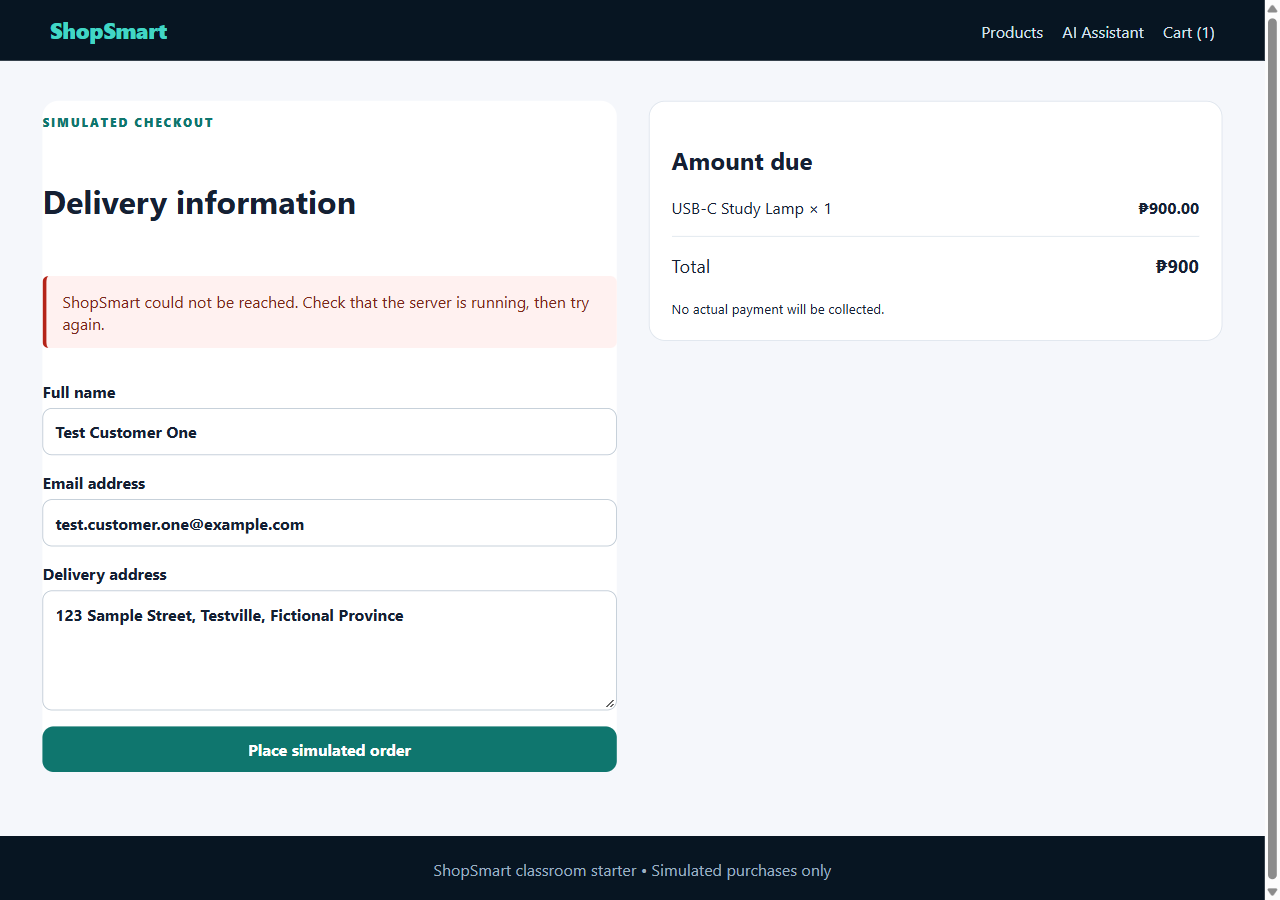 ShopSmart
Products AI Assistant Cart (1)
SIMULATED CHECKOUT
Delivery information
ShopSmart could not be reached. Check that the server is running, then try
again.
Full name
Test Customer One
Email address
test.customer.one@example.com
Delivery address
123 Sample Street, Testville, Fictional Province
Place simulated order
Amount due
USB-C Study Lamp × 1 ₱900.00
Total ₱900
No actual payment will be collected.
ShopSmart classroom starter • Simulated purchases only